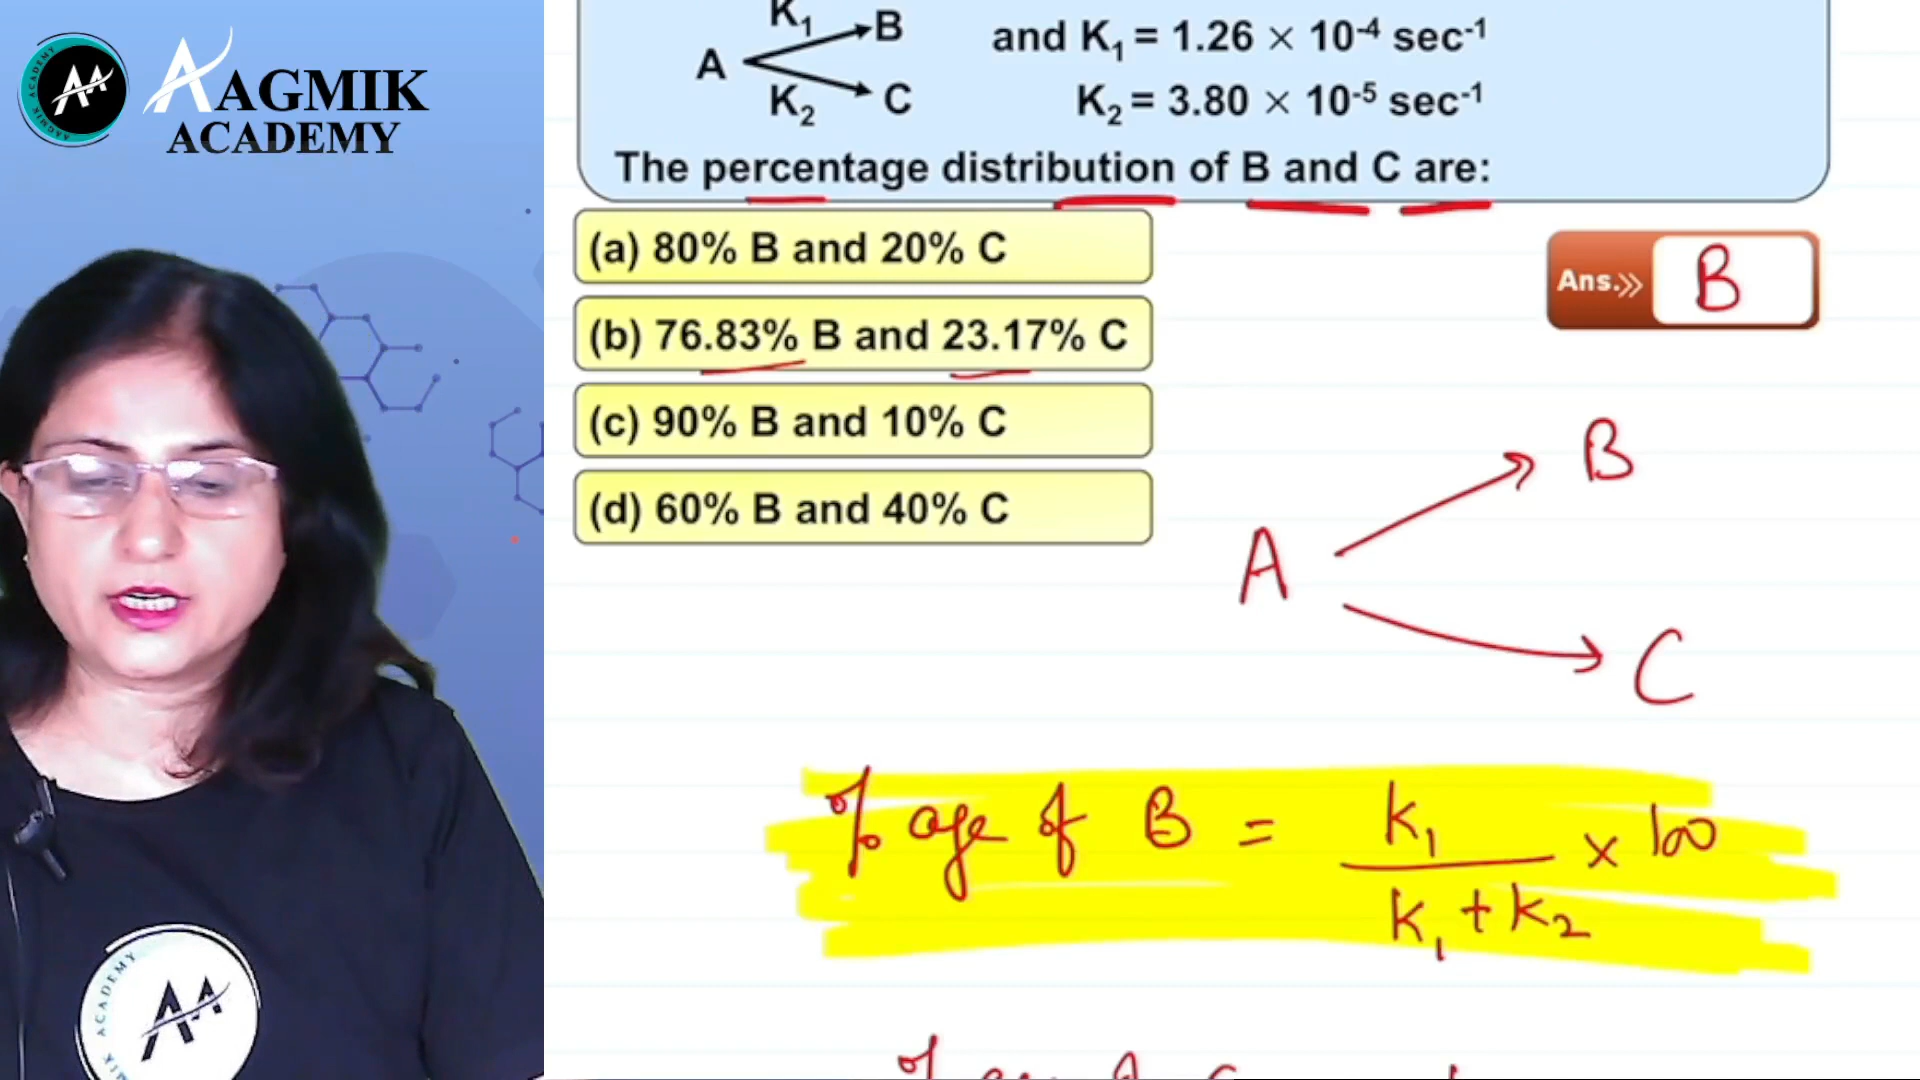 AAGMIK
ACADEMY
K1 B and K1 = 1.26 × 10-4 sec-1
A
K2 C K2 = 3.80 × 10-5 sec-1
The percentage distribution of B and C are:
(a) 80% B and 20% C
Ans.» B
(b) 76.83% B and 23.17% C
(c) 90% B and 10% C
(d) 60% B and 40% C
B
A
C
% age of B = K1 / K1 + K2 × 100
AA
ACADEMY